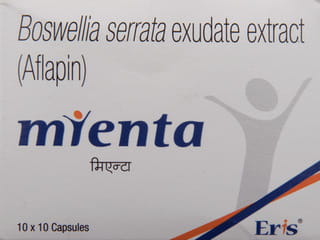 Boswellia serrata exudate extract
(Aflapin)
mienta
मिएन्टा
10 x 10 Capsules
Eris®